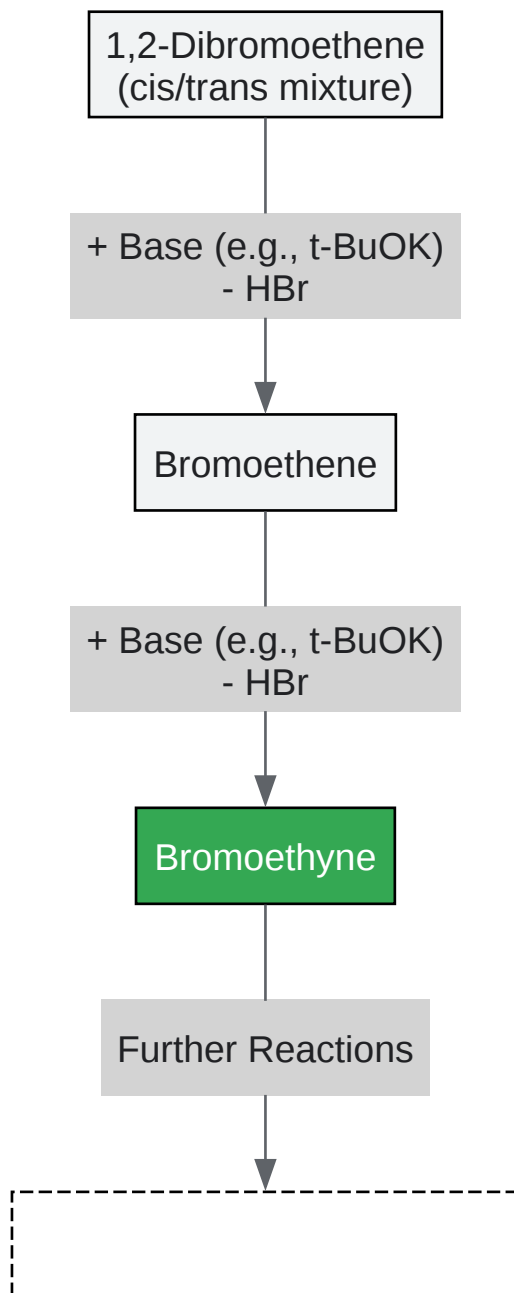 1,2-Dibromoethene
(cis/trans mixture)
+ Base (e.g., t-BuOK)
- HBr
Bromoethene
+ Base (e.g., t-BuOK)
- HBr
Bromoethyne
Further Reactions